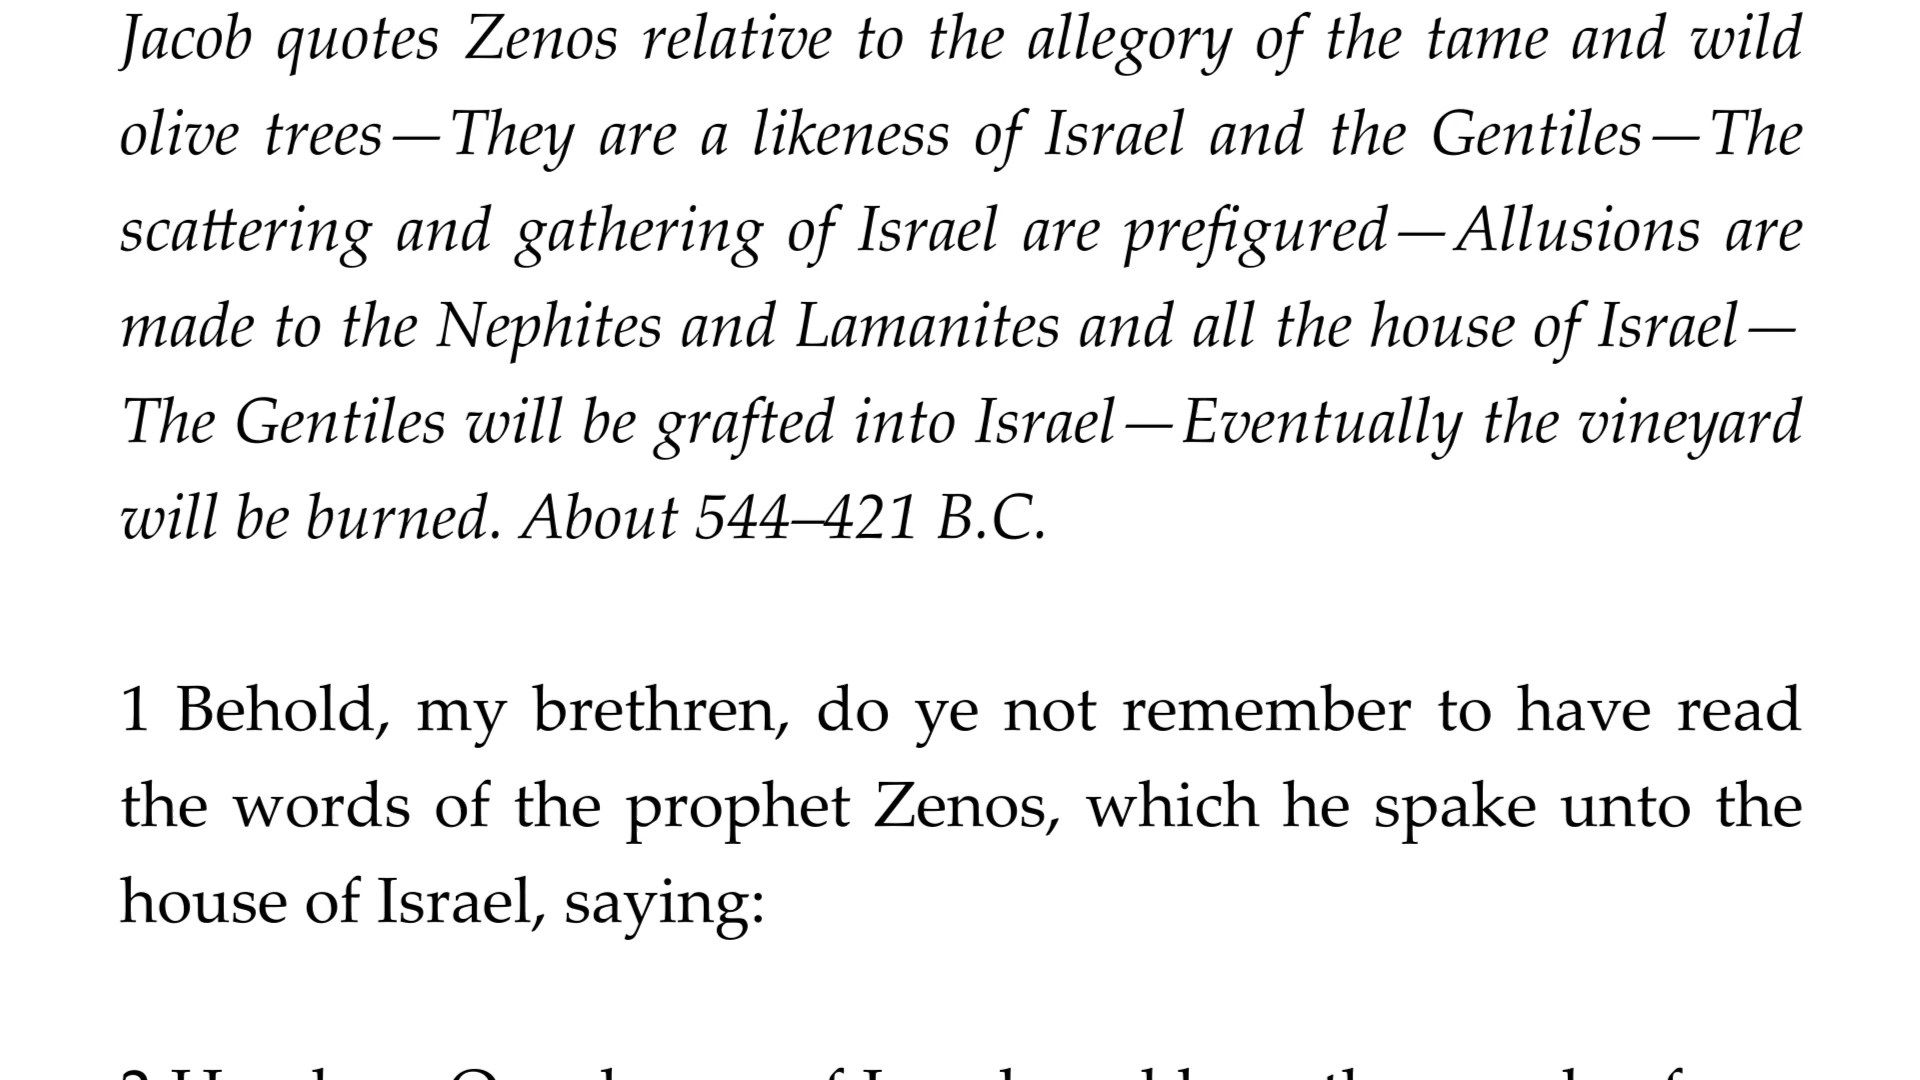 Jacob quotes Zenos relative to the allegory of the tame and wild
olive trees—They are a likeness of Israel and the Gentiles—The
scattering and gathering of Israel are prefigured—Allusions are
made to the Nephites and Lamanites and all the house of Israel—
The Gentiles will be grafted into Israel—Eventually the vineyard
will be burned. About 544–421 B.C.
1 Behold, my brethren, do ye not remember to have read
the words of the prophet Zenos, which he spake unto the
house of Israel, saying: